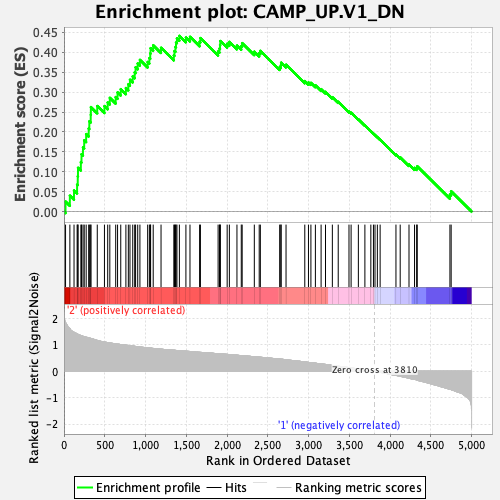 Enrichment plot: CAMP_UP.V1_DN
Enrichment score (ES)
0.45
0.40
0.35
0.30
0.25
0.20
0.15
0.10
0.05
0.00
Ranked list metric (Signal2Noise)
'2' (positively correlated)
2
1
0
-1
-2
Zero cross at 3810
'1' (negatively correlated)
0
500
1,000
1,500
2,000
2,500
3,000
3,500
4,000
4,500
5,000
Rank in Ordered Dataset
Enrichment profile
Hits
Ranking metric scores